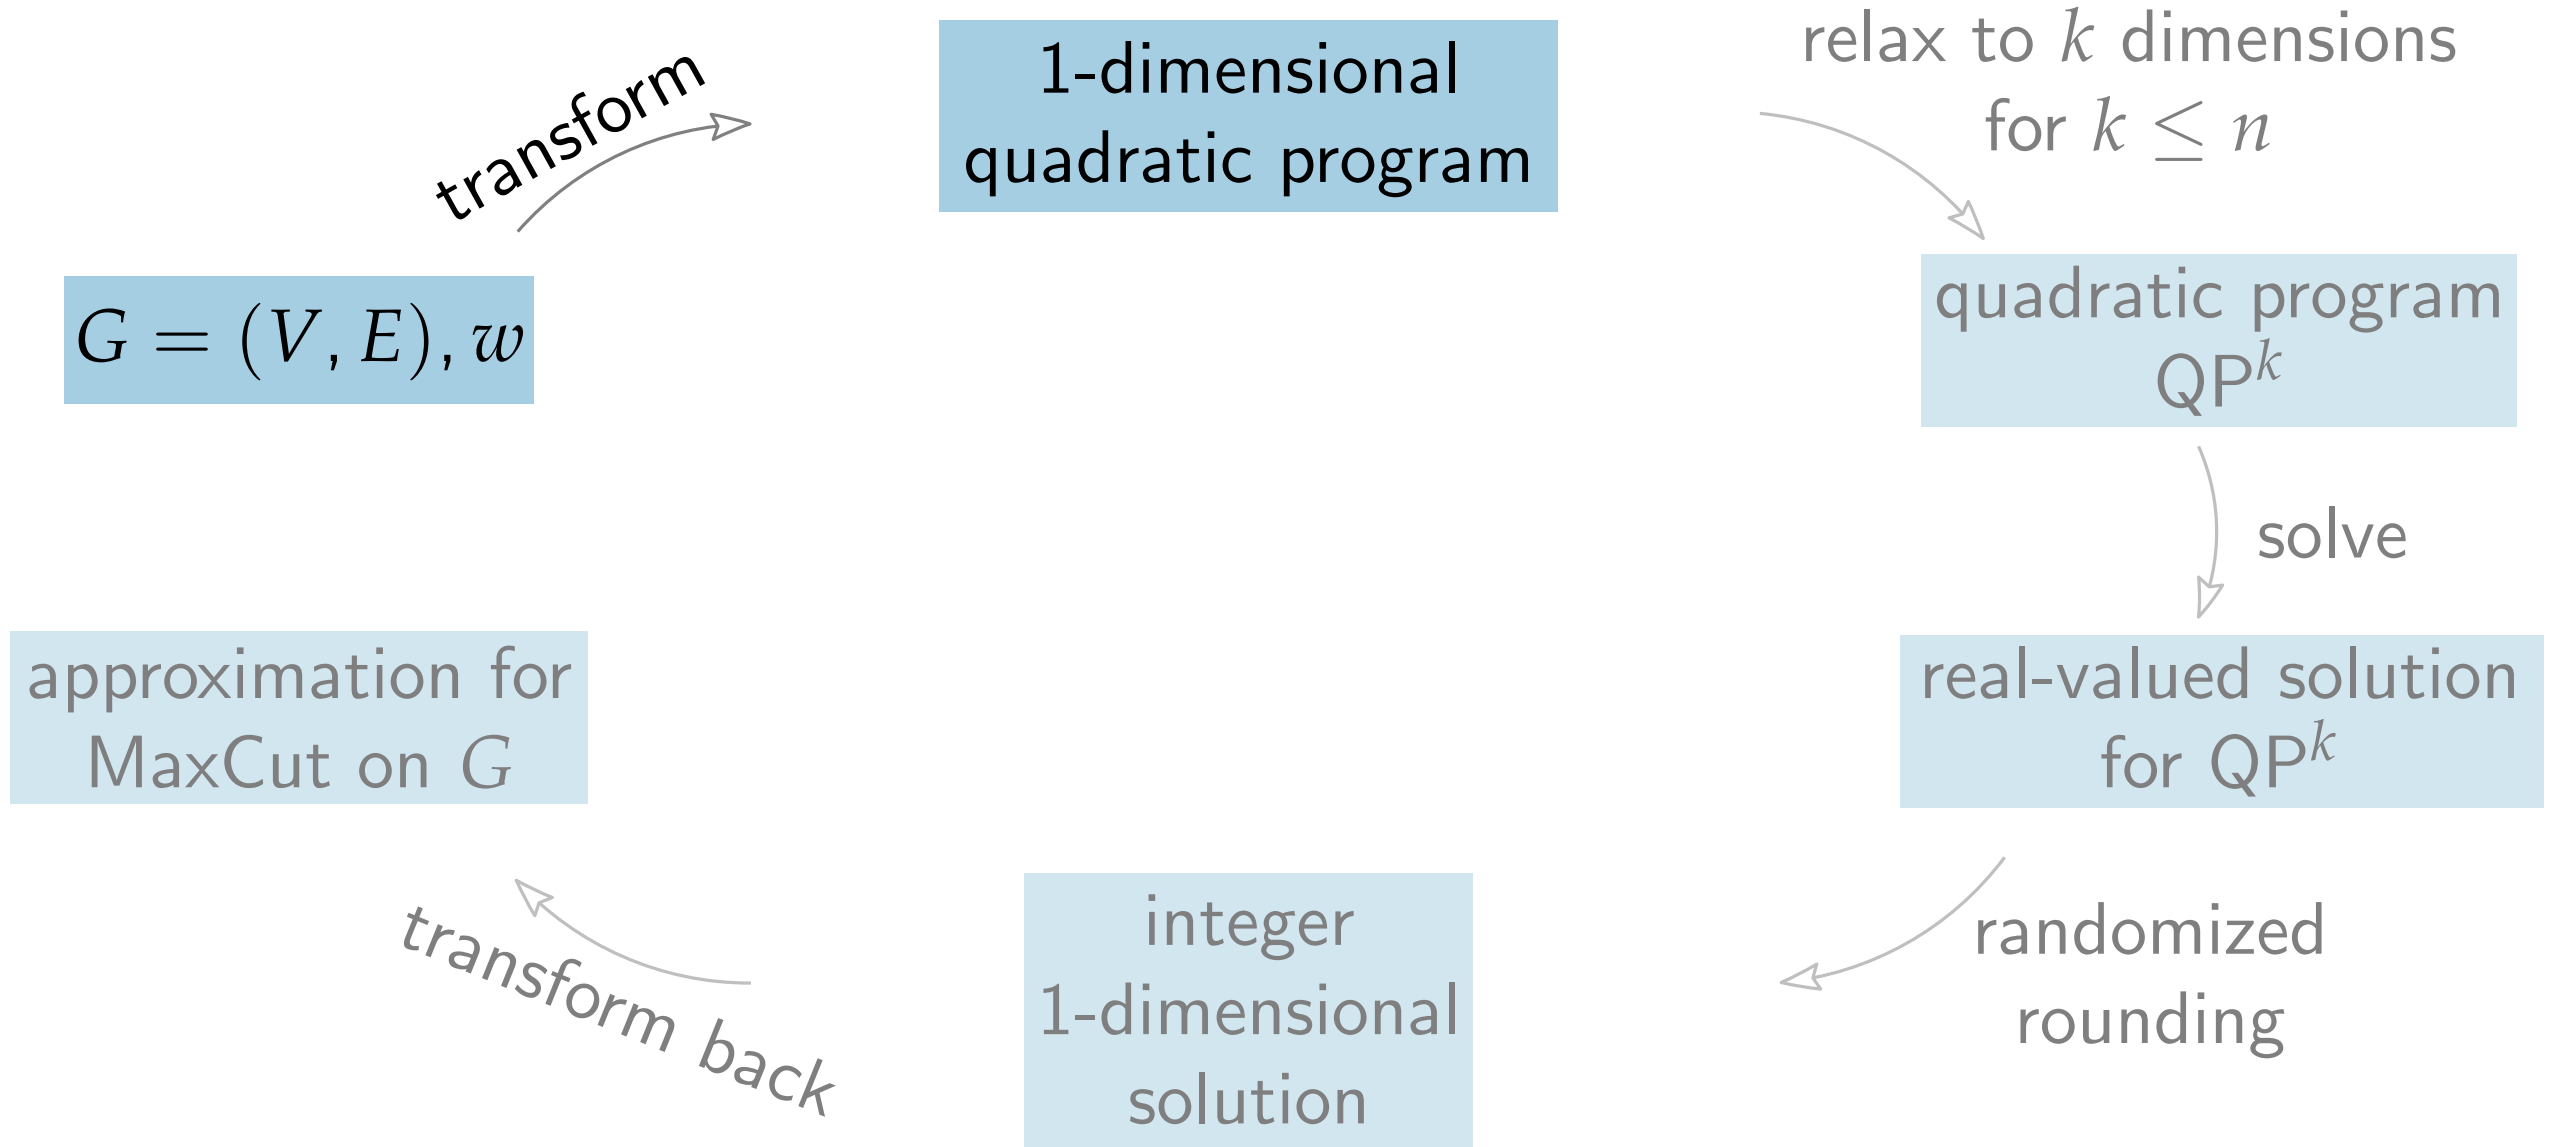 transform
1-dimensional
quadratic program
relax to k dimensions
for k ≤ n
G = (V, E), w
quadratic program
QP^k
solve
approximation for
MaxCut on G
real-valued solution
for QP^k
transform back
integer
1-dimensional
solution
randomized
rounding